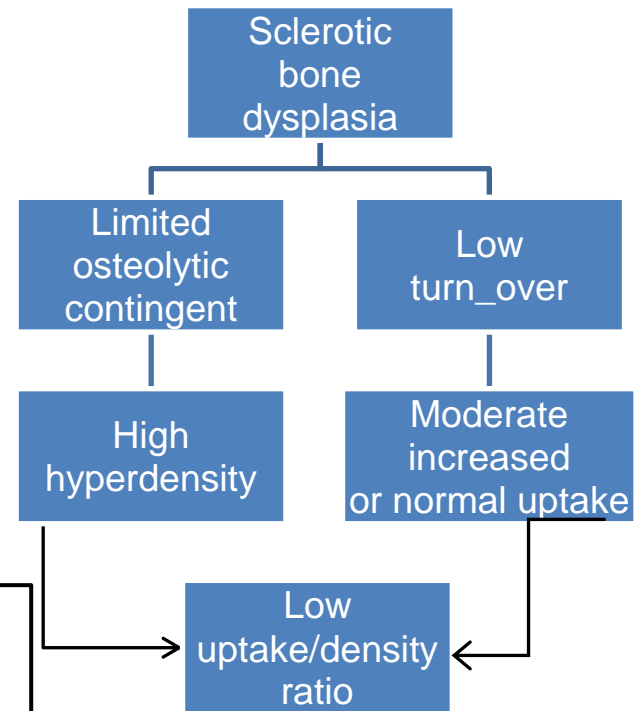 Sclerotic
bone
dysplasia
Limited
osteolytic
contingent
Low
turn_over
High
hyperdensity
Moderate
increased
or normal uptake
Low
uptake/density
ratio